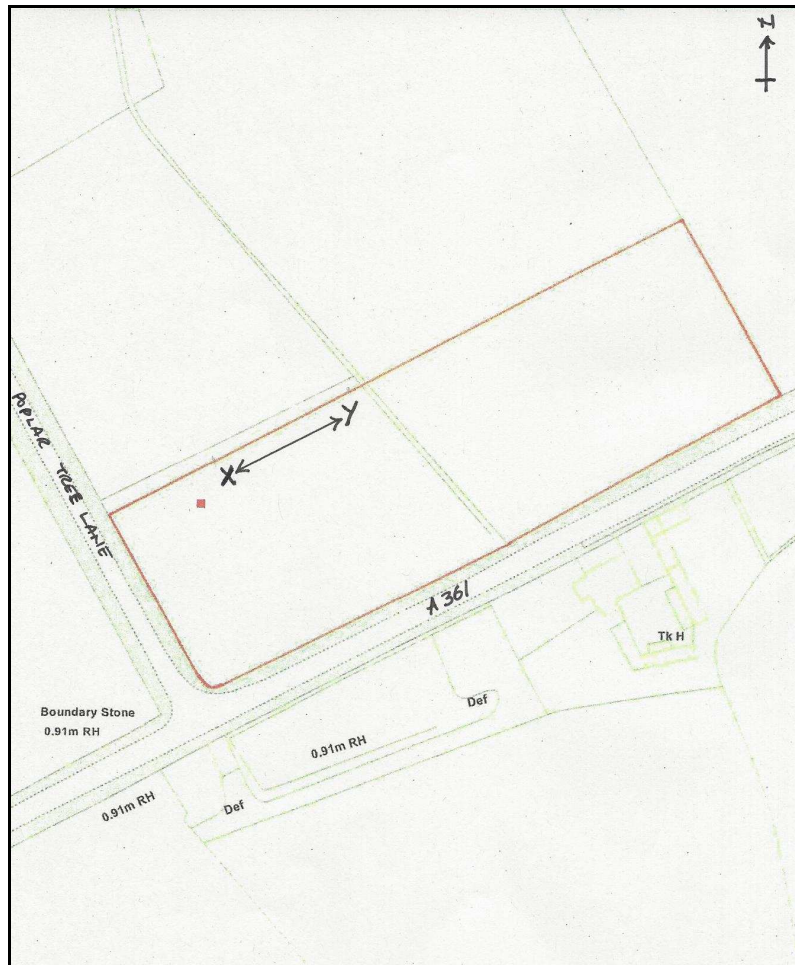 N
Y
X
POPLAR TREE LANE
A 361
Tk H
Def
Boundary Stone
0.91m RH
0.91m RH
0.91m RH
Def